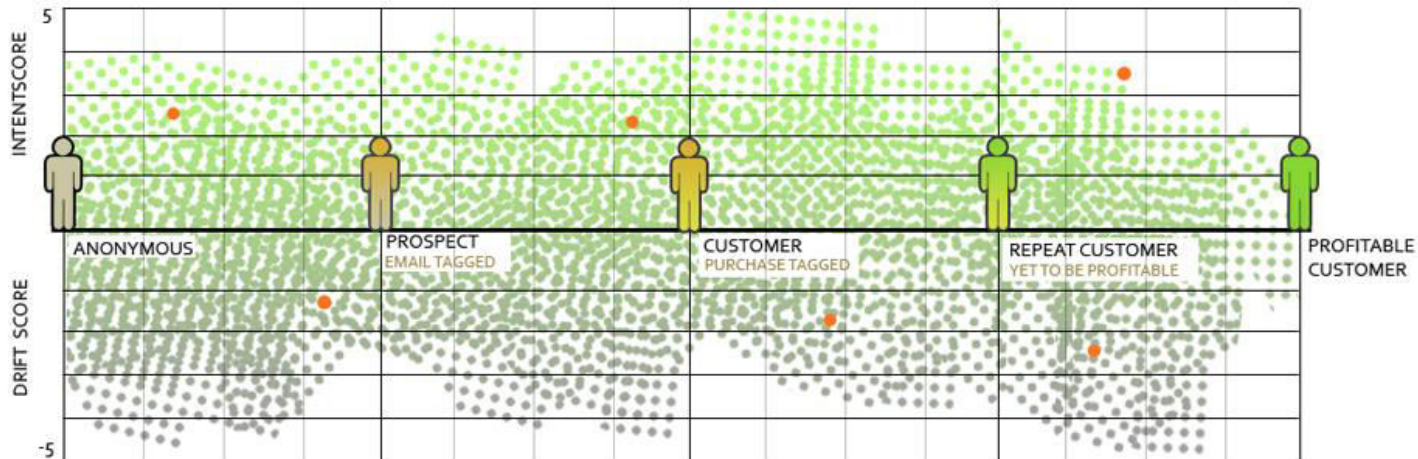 5
INTENTSCORE
ANONYMOUS
PROSPECT
EMAIL TAGGED
CUSTOMER
PURCHASE TAGGED
REPEAT CUSTOMER
YET TO BE PROFITABLE
PROFITABLE
CUSTOMER
DRIFT SCORE
-5